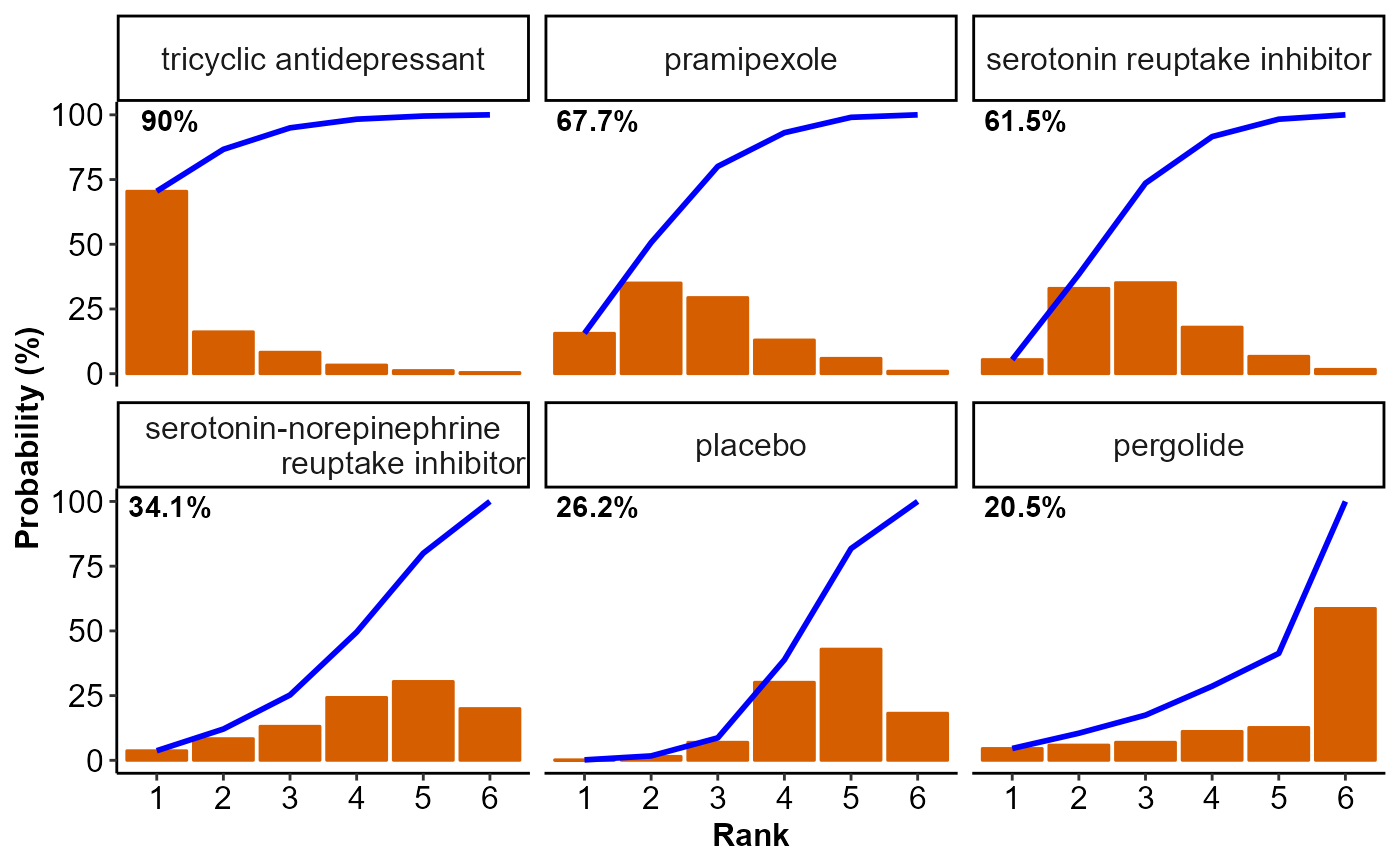 tricyclic antidepressant
pramipexole
serotonin reuptake inhibitor
90%
67.7%
61.5%
100
75
50
25
0
serotonin-norepinephrine
reuptake inhibitor
placebo
pergolide
34.1%
26.2%
20.5%
100
75
50
25
0
1 2 3 4 5 6
1 2 3 4 5 6
1 2 3 4 5 6
Rank
Probability (%)